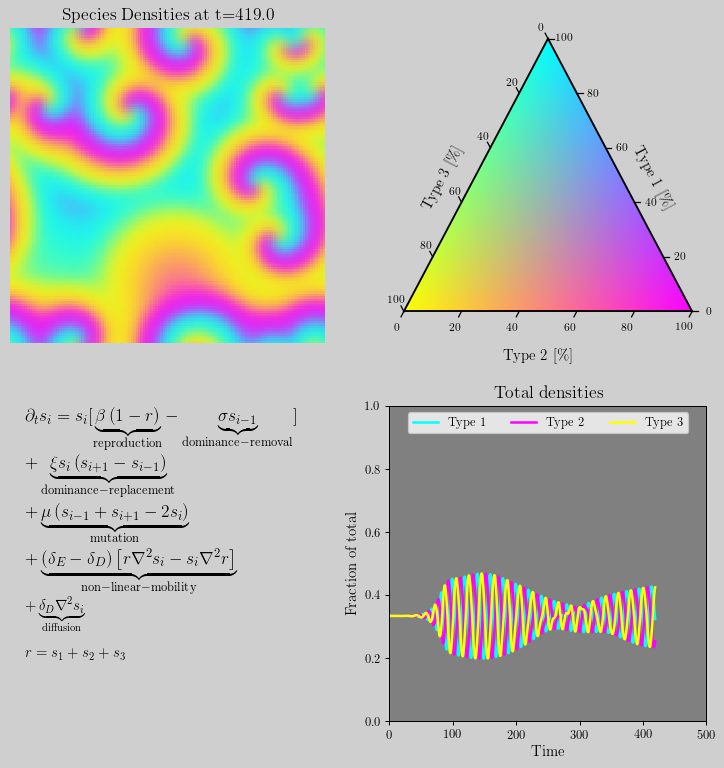 Species Densities at t=419.0
0
100
20
80
40
60
Type 3 [%]
Type 1 [%]
60
40
80
20
100
0
0
20
40
60
80
100
Type 2 [%]
∂ₜsᵢ = sᵢ[β(1 − r) − σsᵢ₋₁]
reproduction dominance−removal
+ ξsᵢ(sᵢ₊₁ − sᵢ₋₁)
dominance−replacement
+ μ(sᵢ₋₁ + sᵢ₊₁ − 2sᵢ)
mutation
+ (δ_E − δ_D)[r∇²sᵢ − sᵢ∇²r]
non−linear−mobility
+ δ_D∇²sᵢ
diffusion
r = s₁ + s₂ + s₃
Total densities
Type 1 Type 2 Type 3
1.0
0.8
0.6
0.4
0.2
0.0
Fraction of total
0 100 200 300 400 500
Time